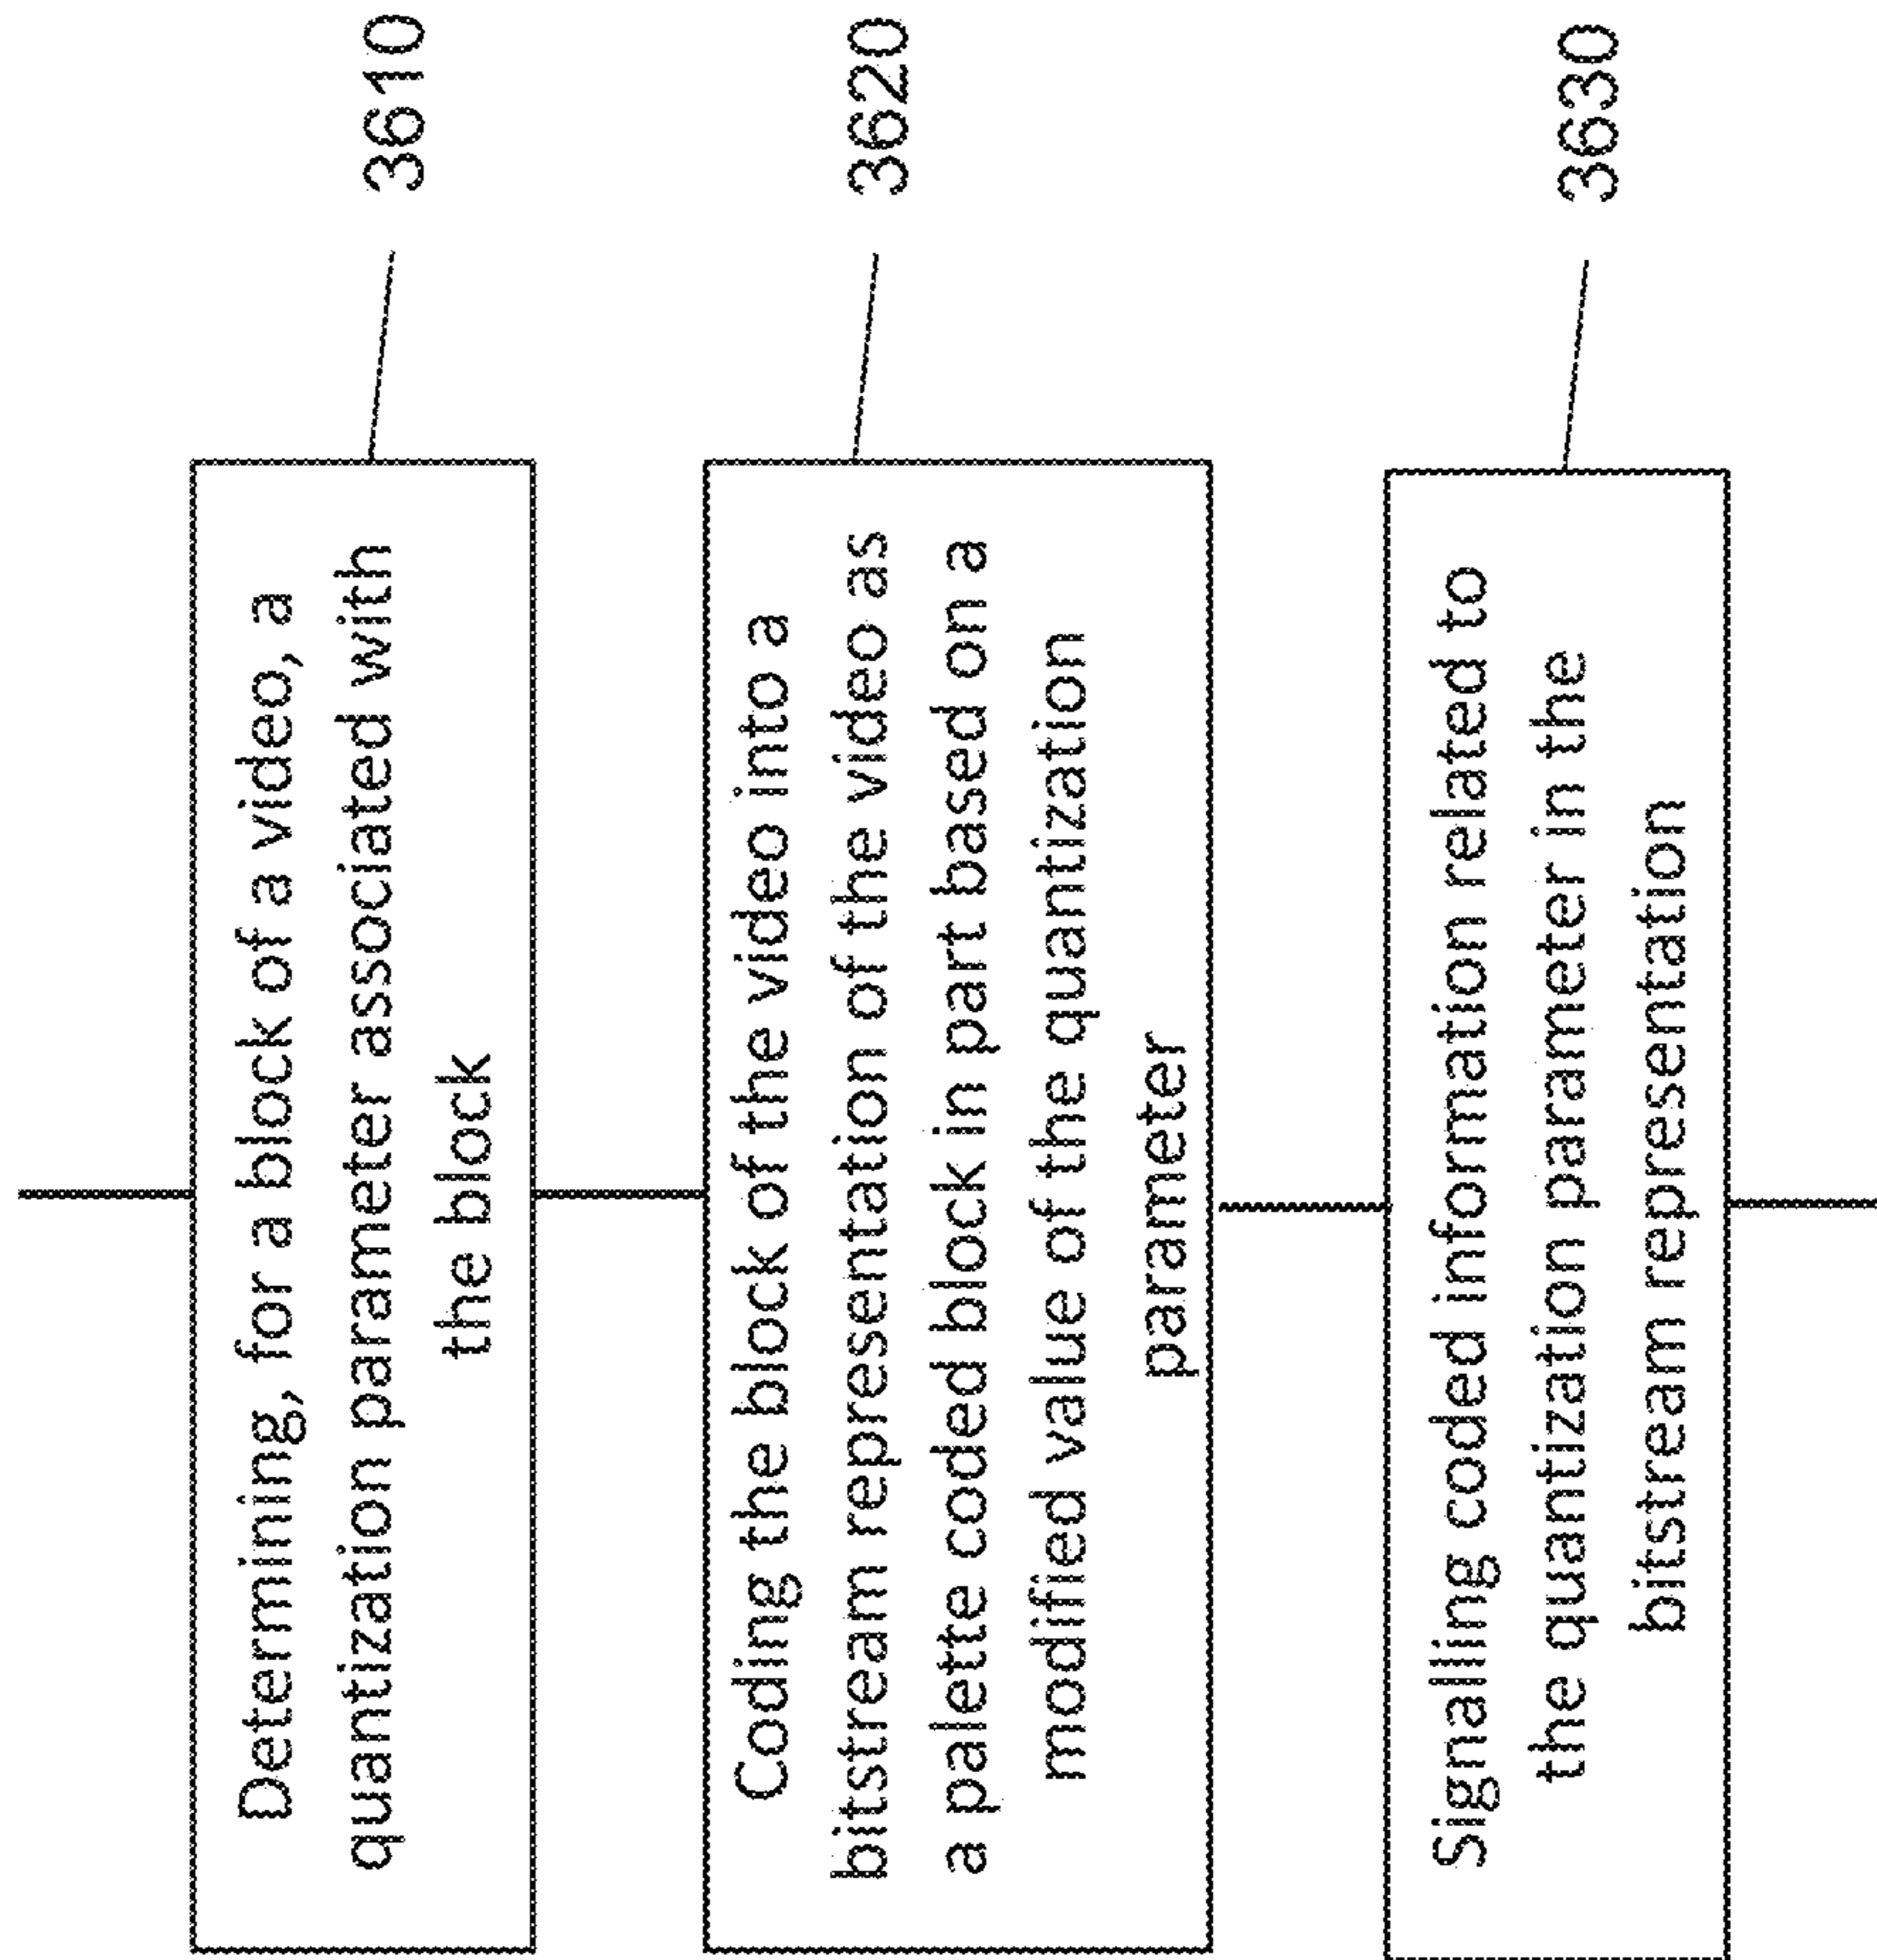 Determining, for a block of a video, a
quantization parameter associated with
the block
3610
Coding the block of the video into a
bitstream representation of the video as
a palette coded block in part based on a
modified value of the quantization
parameter
3620
Signalling coded information related to
the quantization parameter in the
bitstream representation
3630